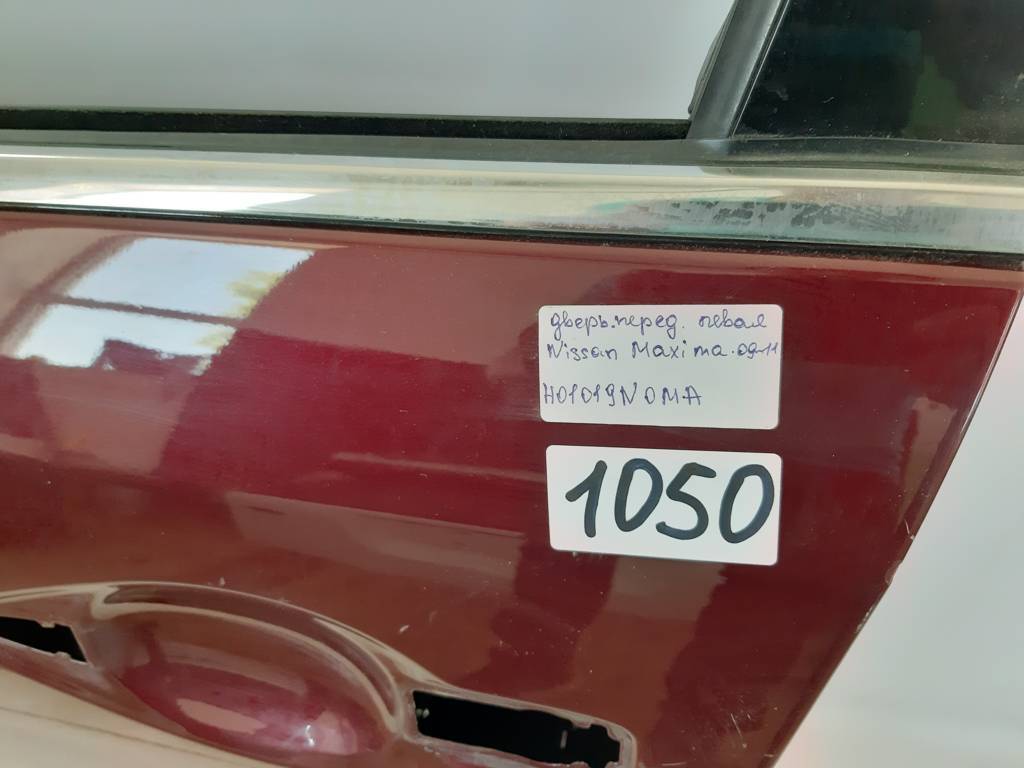 дверь.перед. левая
Nissan Maxima.09-11
H01019N0MA
1050